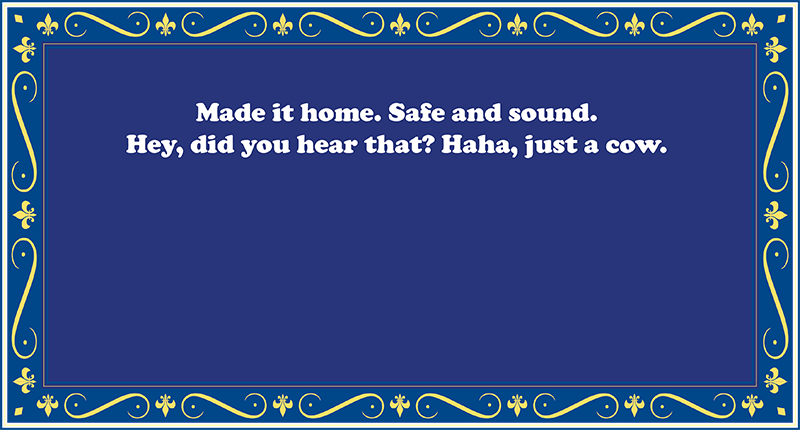 Made it home. Safe and sound.
Hey, did you hear that? Haha, just a cow.